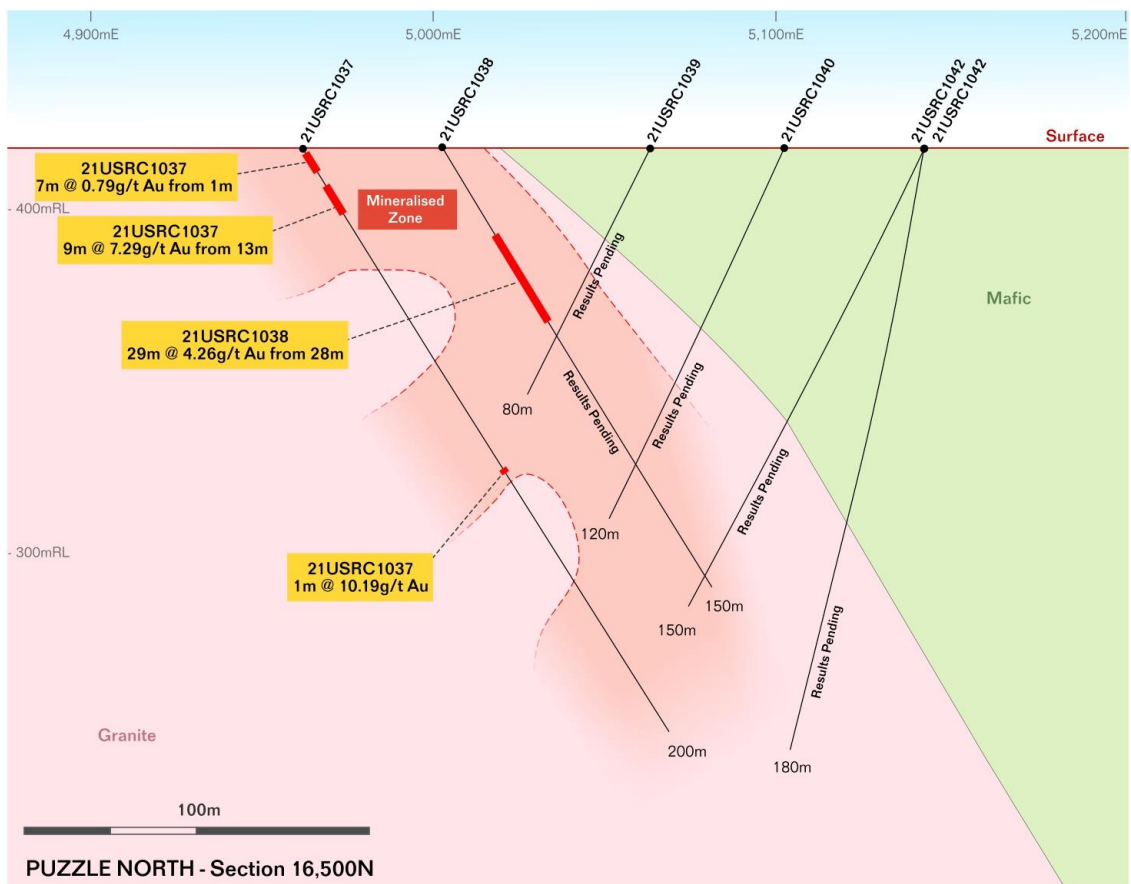 4,900mE
5,000mE
5,100mE
5,200mE
21USRC1037
21USRC1038
21USRC1039
21USRC1040
21USRC1042
21USRC1042
Surface
21USRC1037
7m @ 0.79g/t Au from 1m
400mRL
Mineralised
Zone
21USRC1037
9m @ 7.29g/t Au from 13m
Results Pending
Mafic
21USRC1038
29m @ 4.26g/t Au from 28m
80m
Results Pending
Results Pending
Results Pending
120m
300mRL
21USRC1037
1m @ 10.19g/t Au
150m
150m
Results Pending
Granite
200m
180m
100m
PUZZLE NORTH - Section 16,500N